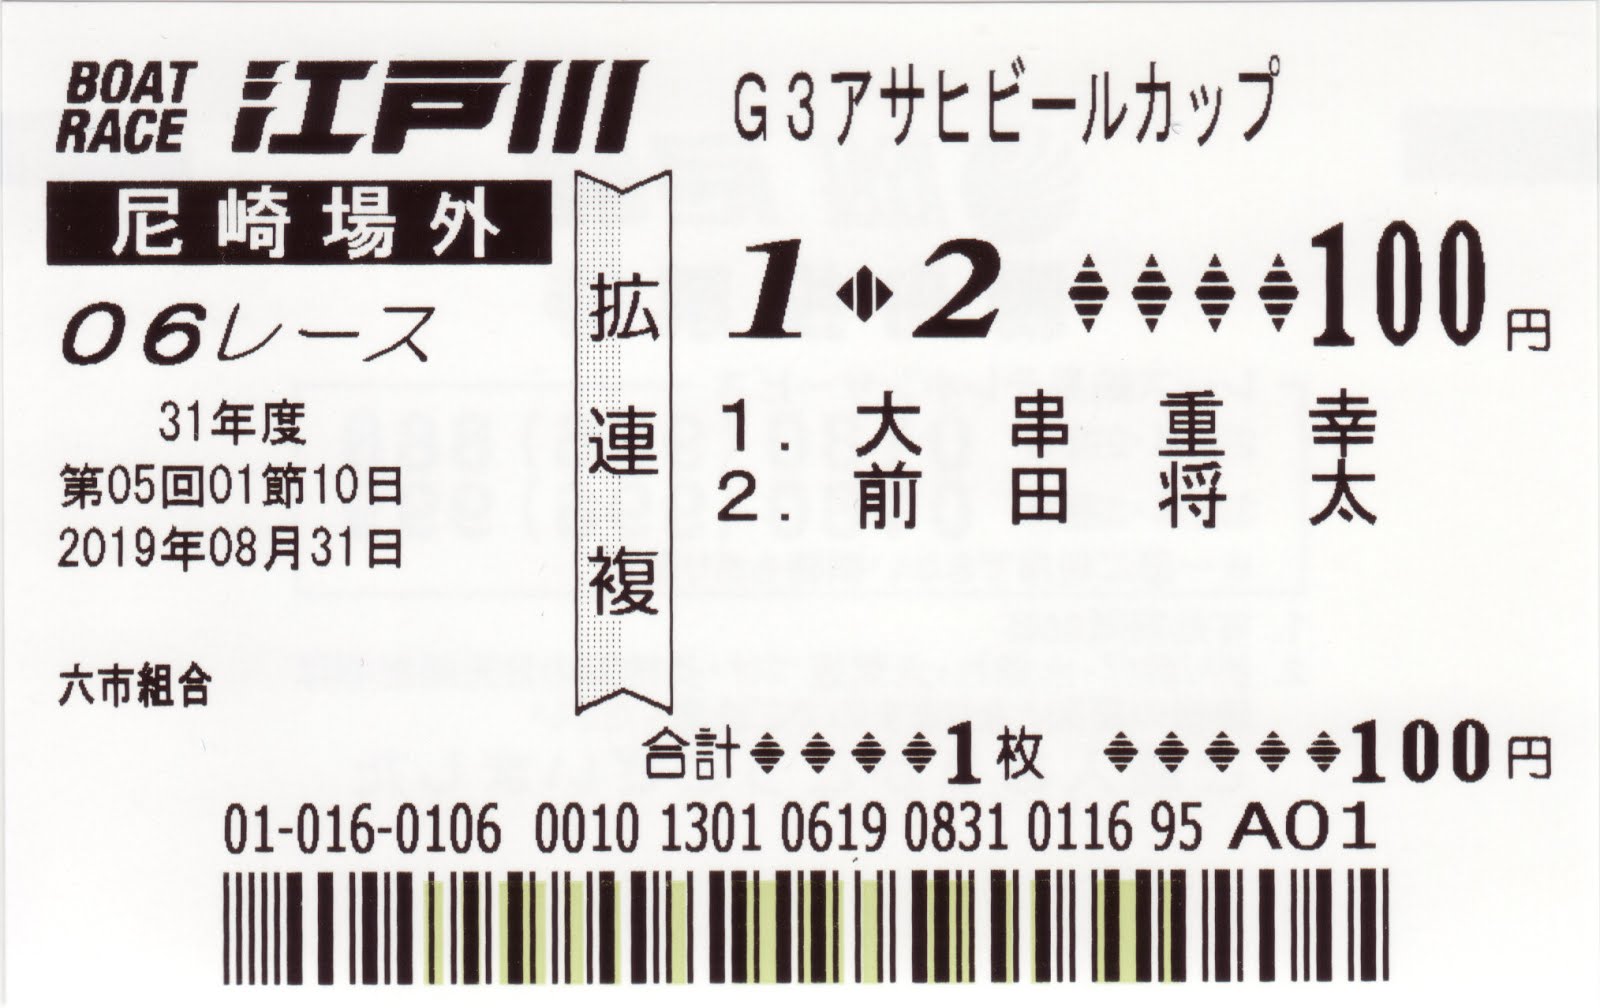 BOAT RACE 江戸川
G3アサヒビールカップ
尼崎場外
06レース
31年度
第05回01節10日
2019年08月31日
六市組合
拡連複
1 2 100円
1. 大串重幸
2. 前田将太
合計 1枚 100円
01-016-0106 0010 1301 0619 0831 0116 95 A01